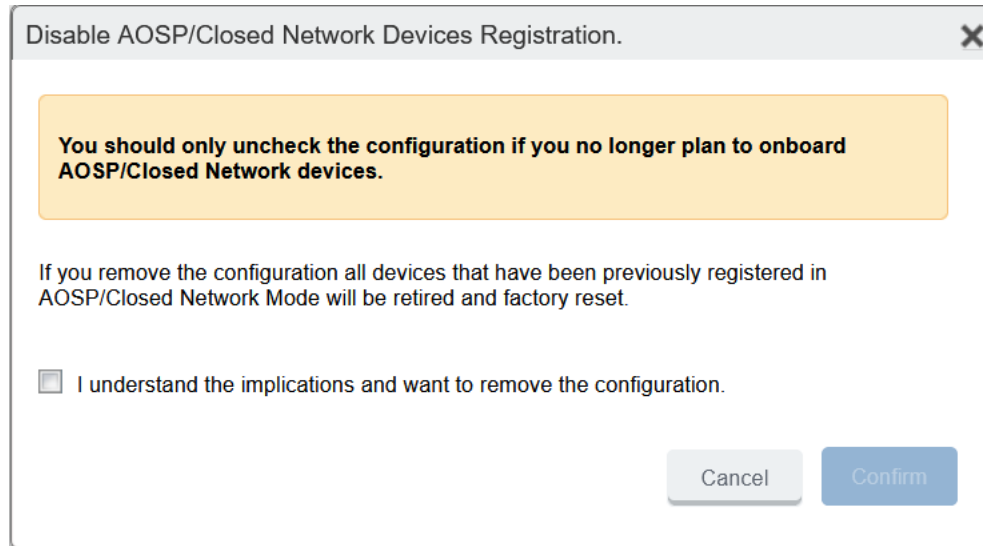 Disable AOSP/Closed Network Devices Registration.
You should only uncheck the configuration if you no longer plan to onboard
AOSP/Closed Network devices.
If you remove the configuration all devices that have been previously registered in
AOSP/Closed Network Mode will be retired and factory reset.
I understand the implications and want to remove the configuration.
Cancel
Confirm